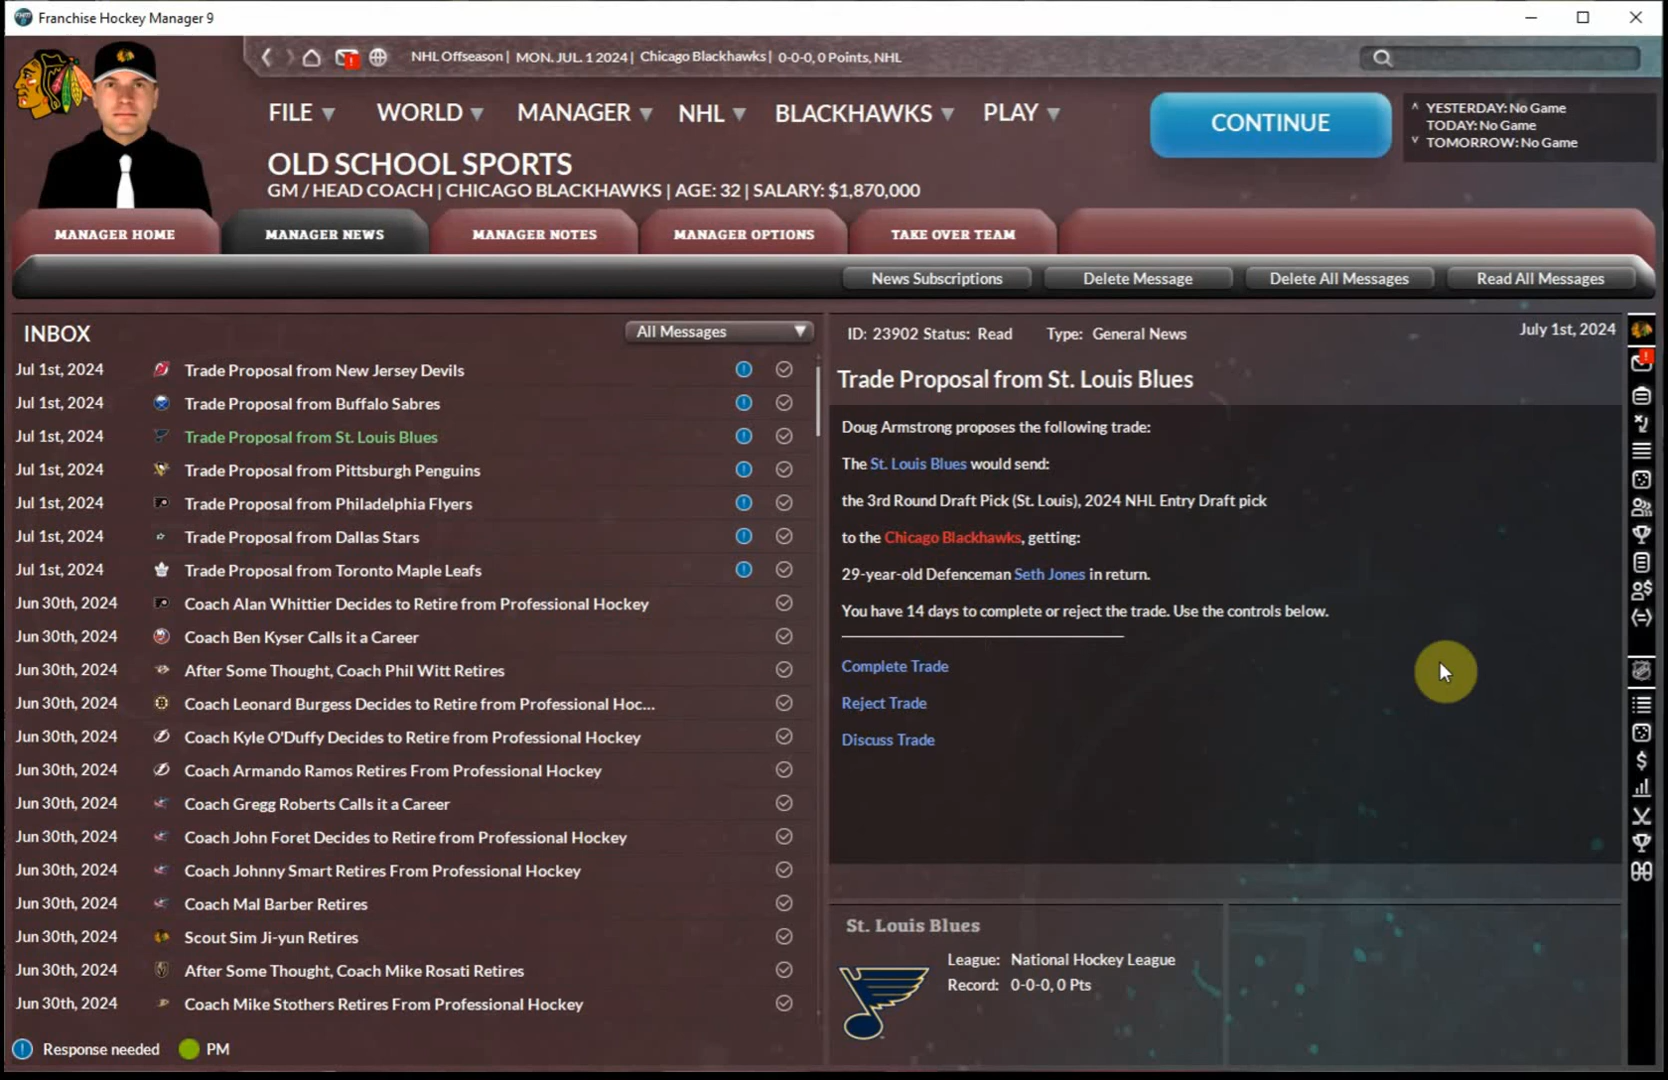 Franchise Hockey Manager 9
NHL Offseason | MON. JUL. 1 2024 | Chicago Blackhawks | 0-0-0, 0 Points, NHL
FILE WORLD MANAGER NHL BLACKHAWKS PLAY
CONTINUE
YESTERDAY: No Game
TODAY: No Game
TOMORROW: No Game
OLD SCHOOL SPORTS
GM / HEAD COACH | CHICAGO BLACKHAWKS | AGE: 32 | SALARY: $1,870,000
MANAGER HOME MANAGER NEWS MANAGER NOTES MANAGER OPTIONS TAKE OVER TEAM
News Subscriptions Delete Message Delete All Messages Read All Messages
INBOX All Messages
Jul 1st, 2024 Trade Proposal from New Jersey Devils
Jul 1st, 2024 Trade Proposal from Buffalo Sabres
Jul 1st, 2024 Trade Proposal from St. Louis Blues
Jul 1st, 2024 Trade Proposal from Pittsburgh Penguins
Jul 1st, 2024 Trade Proposal from Philadelphia Flyers
Jul 1st, 2024 Trade Proposal from Dallas Stars
Jul 1st, 2024 Trade Proposal from Toronto Maple Leafs
Jun 30th, 2024 Coach Alan Whittier Decides to Retire from Professional Hockey
Jun 30th, 2024 Coach Ben Kyser Calls it a Career
Jun 30th, 2024 After Some Thought, Coach Phil Witt Retires
Jun 30th, 2024 Coach Leonard Burgess Decides to Retire from Professional Hoc...
Jun 30th, 2024 Coach Kyle O'Duffy Decides to Retire from Professional Hockey
Jun 30th, 2024 Coach Armando Ramos Retires From Professional Hockey
Jun 30th, 2024 Coach Gregg Roberts Calls it a Career
Jun 30th, 2024 Coach John Foret Decides to Retire from Professional Hockey
Jun 30th, 2024 Coach Johnny Smart Retires From Professional Hockey
Jun 30th, 2024 Coach Mal Barber Retires
Jun 30th, 2024 Scout Sim Ji-yun Retires
Jun 30th, 2024 After Some Thought, Coach Mike Rosati Retires
Jun 30th, 2024 Coach Mike Stothers Retires From Professional Hockey
Response needed PM
ID: 23902 Status: Read Type: General News July 1st, 2024
Trade Proposal from St. Louis Blues
Doug Armstrong proposes the following trade:
The St. Louis Blues would send:
the 3rd Round Draft Pick (St. Louis), 2024 NHL Entry Draft pick
to the Chicago Blackhawks, getting:
29-year-old Defenceman Seth Jones in return.
You have 14 days to complete or reject the trade. Use the controls below.
Complete Trade
Reject Trade
Discuss Trade
St. Louis Blues
League: National Hockey League
Record: 0-0-0, 0 Pts